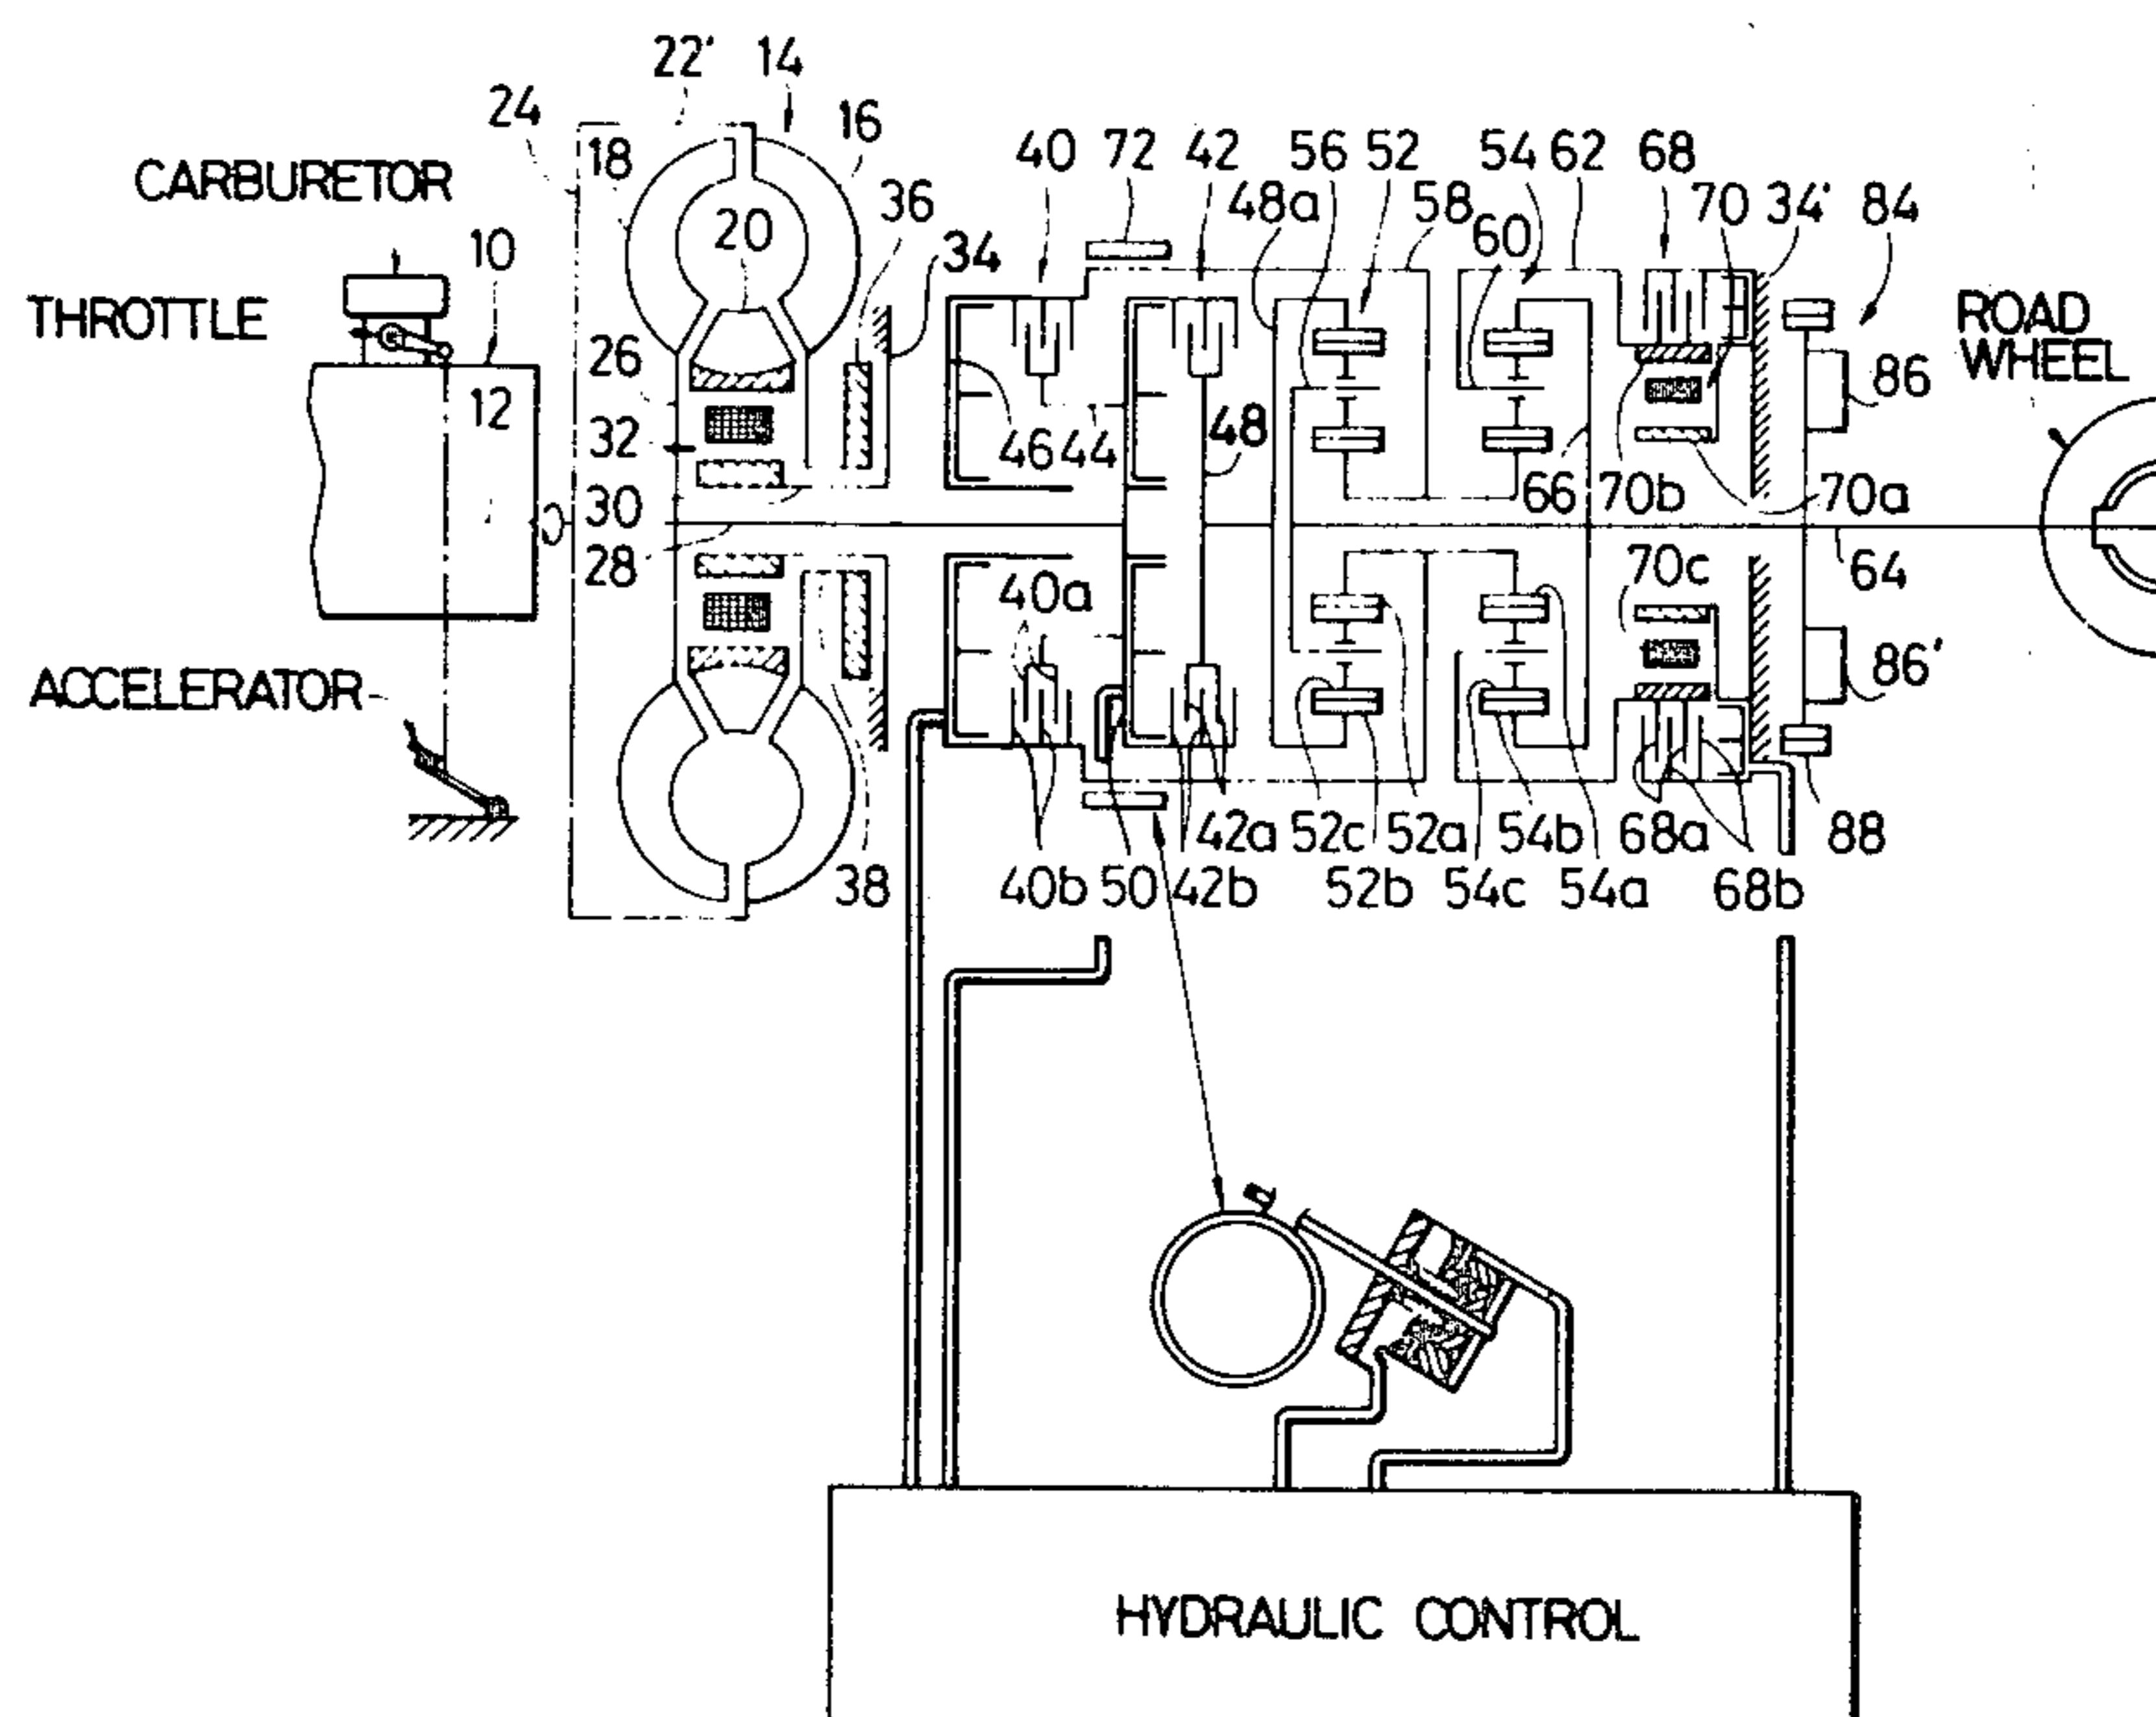 22' 14
24 18 16
CARBURETOR
40 72 42 56 52 54 62 68
20 36 48a 58 60 70 34' 84
10 34
THROTTLE
ROAD
WHEEL
26 12 86
32 46 44 48
30 66 70b 70a
28 40a 70c 64
86'
ACCELERATOR
42a 52c 52a 54b 68a 88
38 40b 50 42b 52b 54c 54a 68b
HYDRAULIC CONTROL